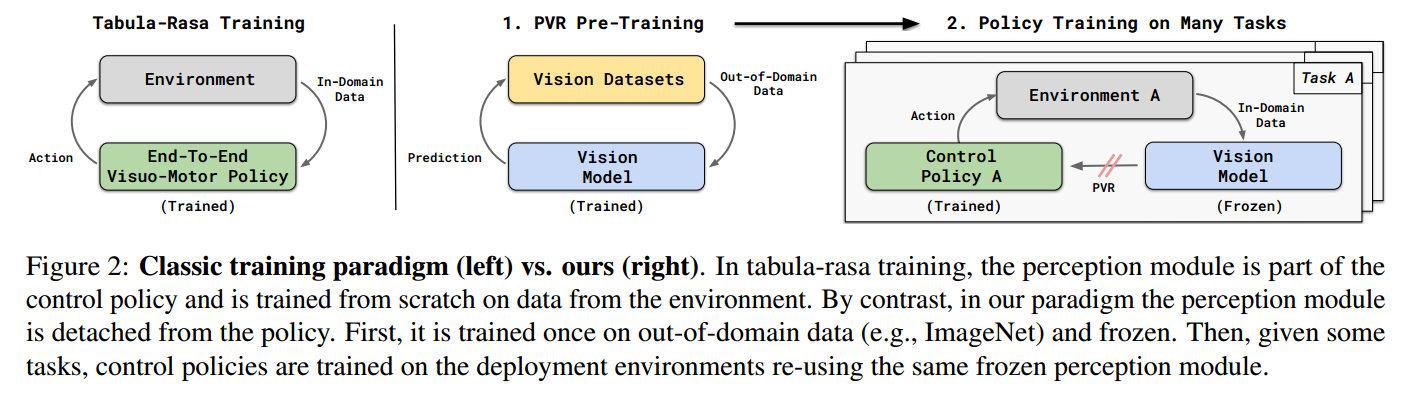 Tabula-Rasa Training
Environment
In-Domain
Data
Action
End-To-End
Visuo-Motor Policy
(Trained)
1. PVR Pre-Training
Vision Datasets
Out-of-Domain
Data
Prediction
Vision
Model
(Trained)
2. Policy Training on Many Tasks
Task A
Environment A
Action
In-Domain
Data
Control
Policy A
PVR
Vision
Model
(Trained)
(Frozen)
Figure 2: Classic training paradigm (left) vs. ours (right). In tabula-rasa training, the perception module is part of the
control policy and is trained from scratch on data from the environment. By contrast, in our paradigm the perception module
is detached from the policy. First, it is trained once on out-of-domain data (e.g., ImageNet) and frozen. Then, given some
tasks, control policies are trained on the deployment environments re-using the same frozen perception module.